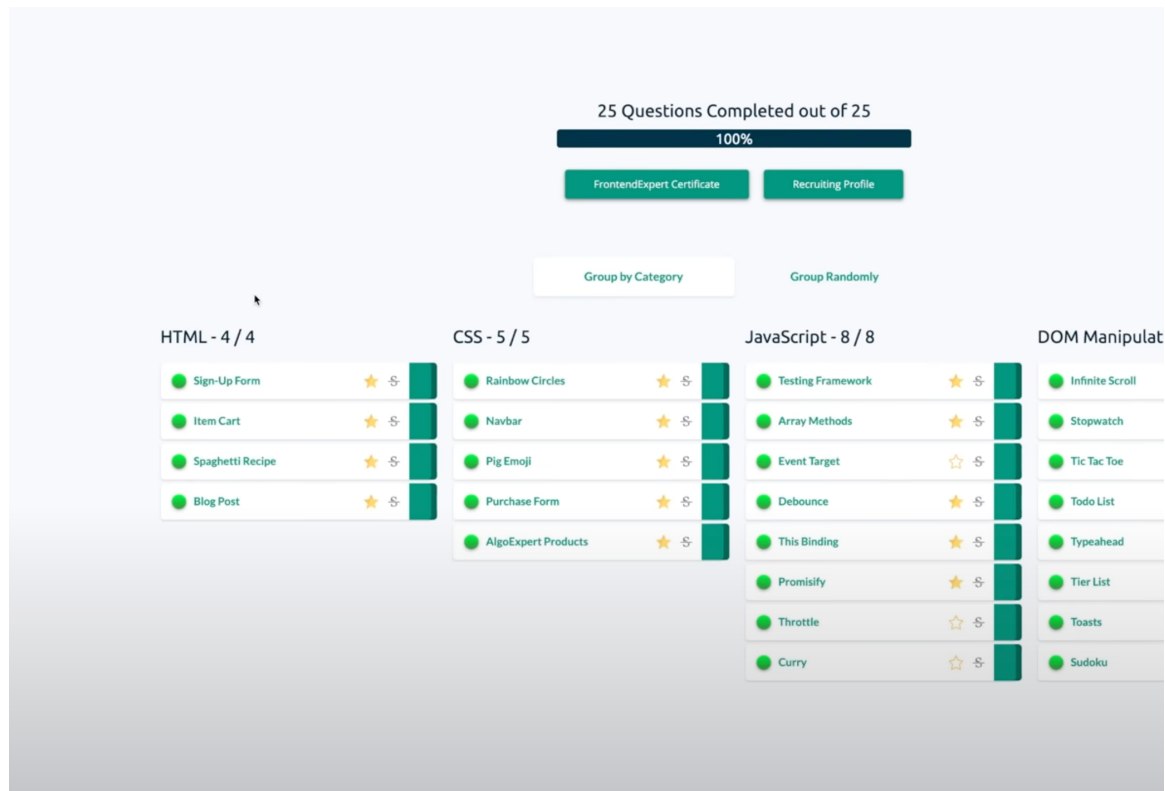 25 Questions Completed out of 25
100%
FrontendExpert Certificate
Recruiting Profile
Group by Category
Group Randomly
HTML - 4 / 4
Sign-Up Form
Item Cart
Spaghetti Recipe
Blog Post
CSS - 5 / 5
Rainbow Circles
Navbar
Pig Emoji
Purchase Form
AlgoExpert Products
JavaScript - 8 / 8
Testing Framework
Array Methods
Event Target
Debounce
This Binding
Promisify
Throttle
Curry
DOM Manipulat
Infinite Scroll
Stopwatch
Tic Tac Toe
Todo List
Typeahead
Tier List
Toasts
Sudoku